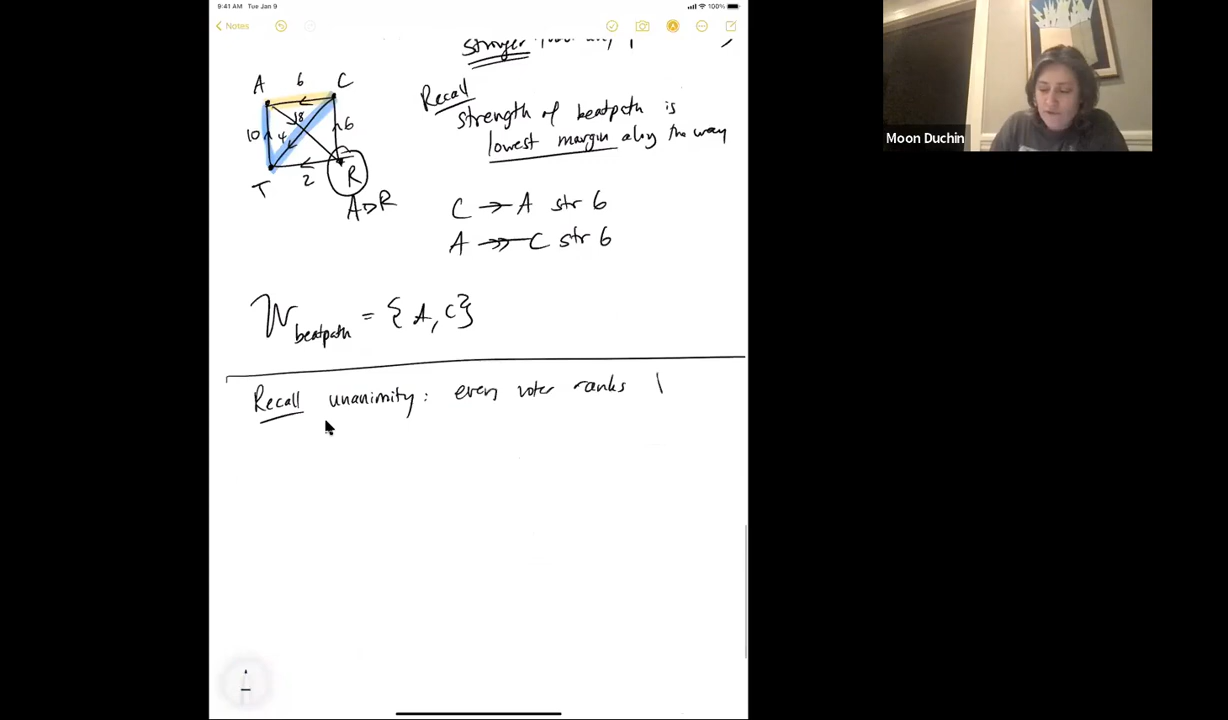 9:41 AM Tue Jan 9
100%
Notes
stronger
A 6 C
Recall
strength of beatpath is
lowest margin along the way
10 4 18 6
T 2 R
A > R
C → A str 6
A ↠ C str 6
W beatpath = { A, C }
Recall unanimity: every voter ranks
Moon Duchin